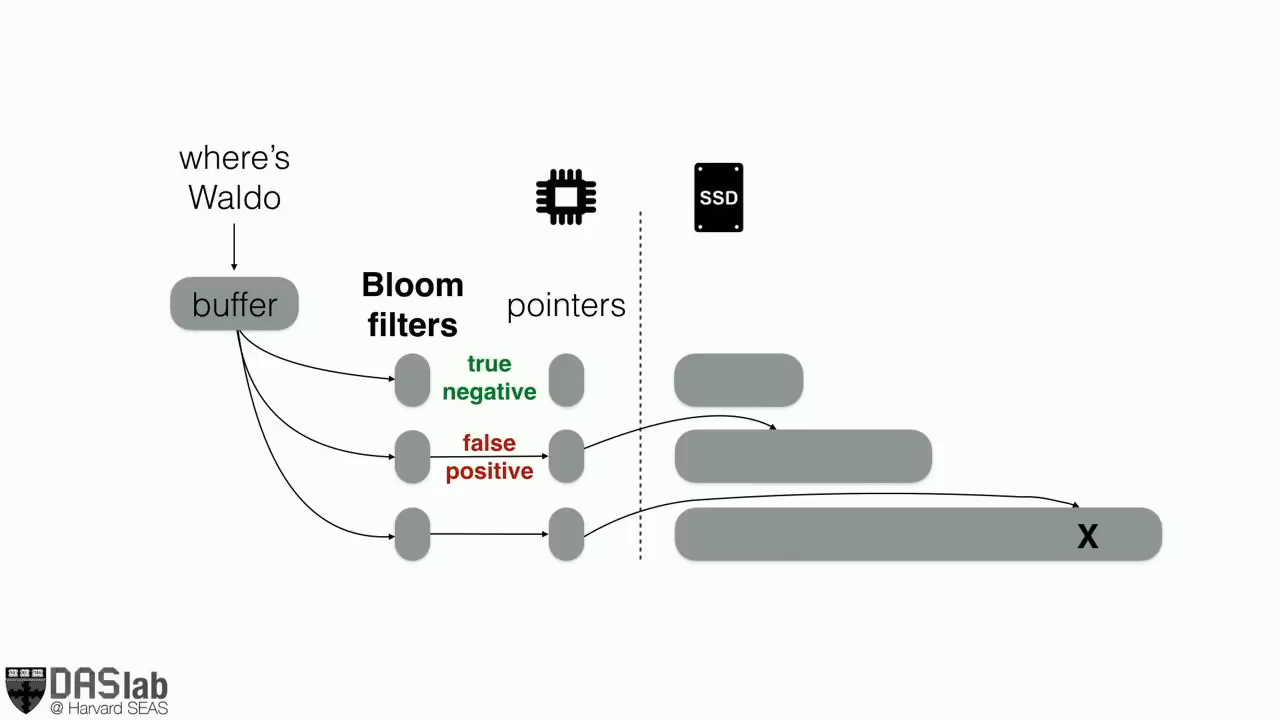 where's
Waldo
SSD
buffer
Bloom
filters
pointers
true
negative
false
positive
X
DASlab
@ Harvard SEAS